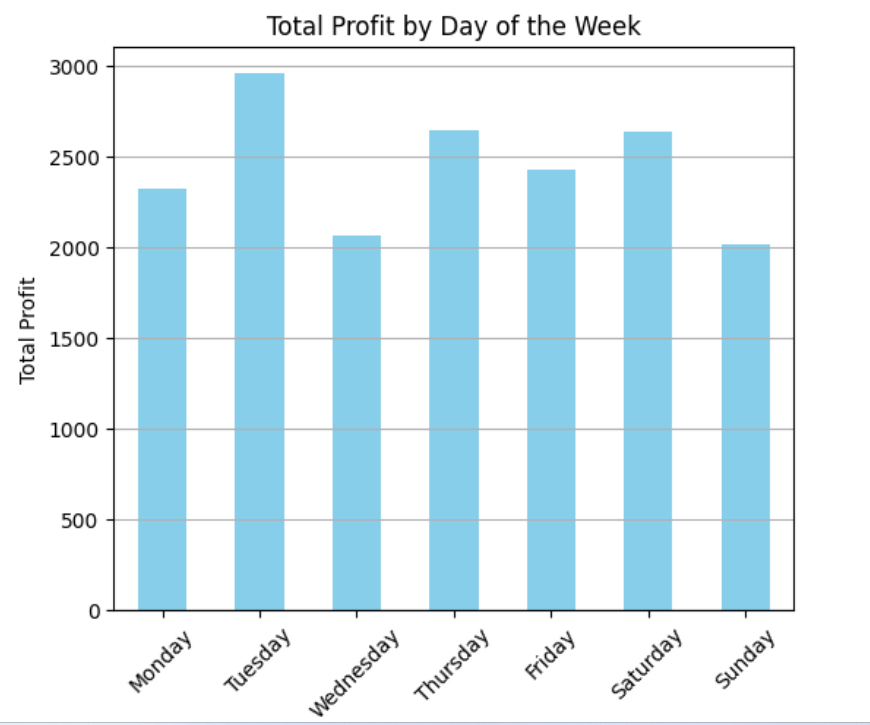 Total Profit by Day of the Week
Total Profit
3000
2500
2000
1500
1000
500
0
Monday
Tuesday
Wednesday
Thursday
Friday
Saturday
Sunday